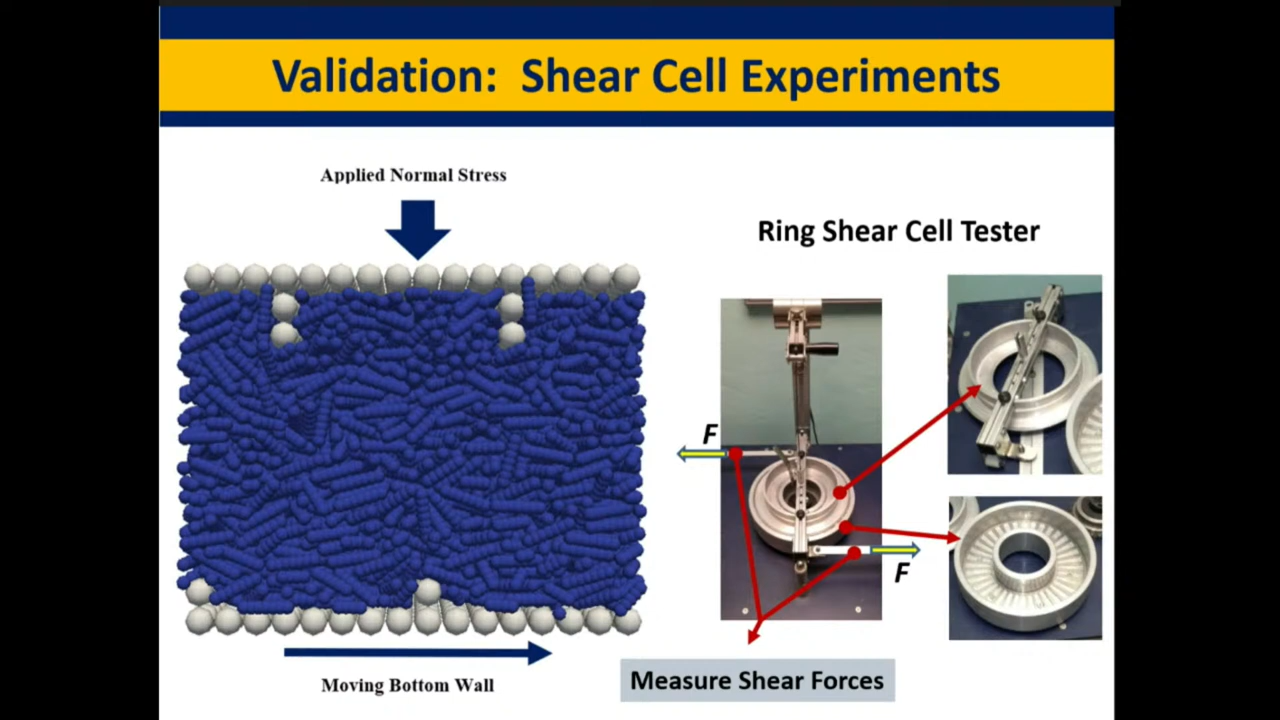 Validation: Shear Cell Experiments
Applied Normal Stress
Ring Shear Cell Tester
F
F
Moving Bottom Wall
Measure Shear Forces